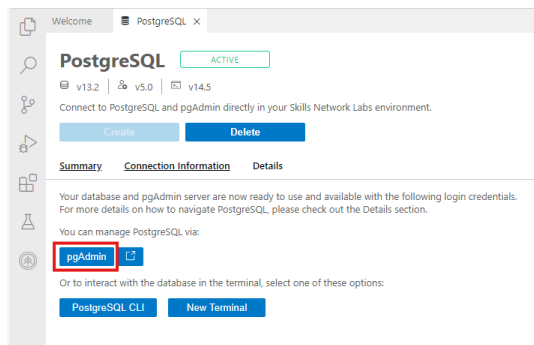 Welcome
PostgreSQL
PostgreSQL
ACTIVE
v13.2
v5.0
v14.5
Connect to PostgreSQL and pgAdmin directly in your Skills Network Labs environment.
Create
Delete
Summary
Connection Information
Details
Your database and pgAdmin server are now ready to use and available with the following login credentials.
For more details on how to navigate PostgreSQL, please check out the Details section.
You can manage PostgreSQL via:
pgAdmin
Or to interact with the database in the terminal, select one of these options:
PostgreSQL CLI
New Terminal